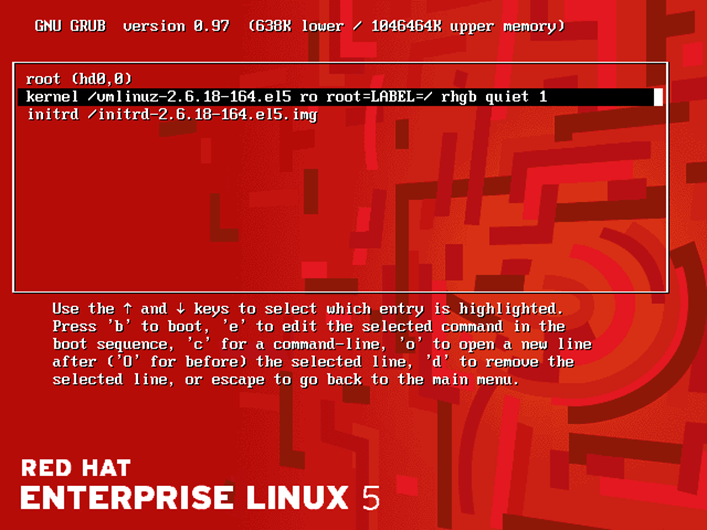 GNU GRUB  version 0.97  (638K lower / 1046464K upper memory)
root (hd0,0)
kernel /vmlinuz-2.6.18-164.el5 ro root=LABEL=/ rhgb quiet 1
initrd /initrd-2.6.18-164.el5.img
Use the ↑ and ↓ keys to select which entry is highlighted.
Press 'b' to boot, 'e' to edit the selected command in the
boot sequence, 'c' for a command-line, 'o' to open a new line
after ('O' for before) the selected line, 'd' to remove the
selected line, or escape to go back to the main menu.
RED HAT
ENTERPRISE LINUX 5